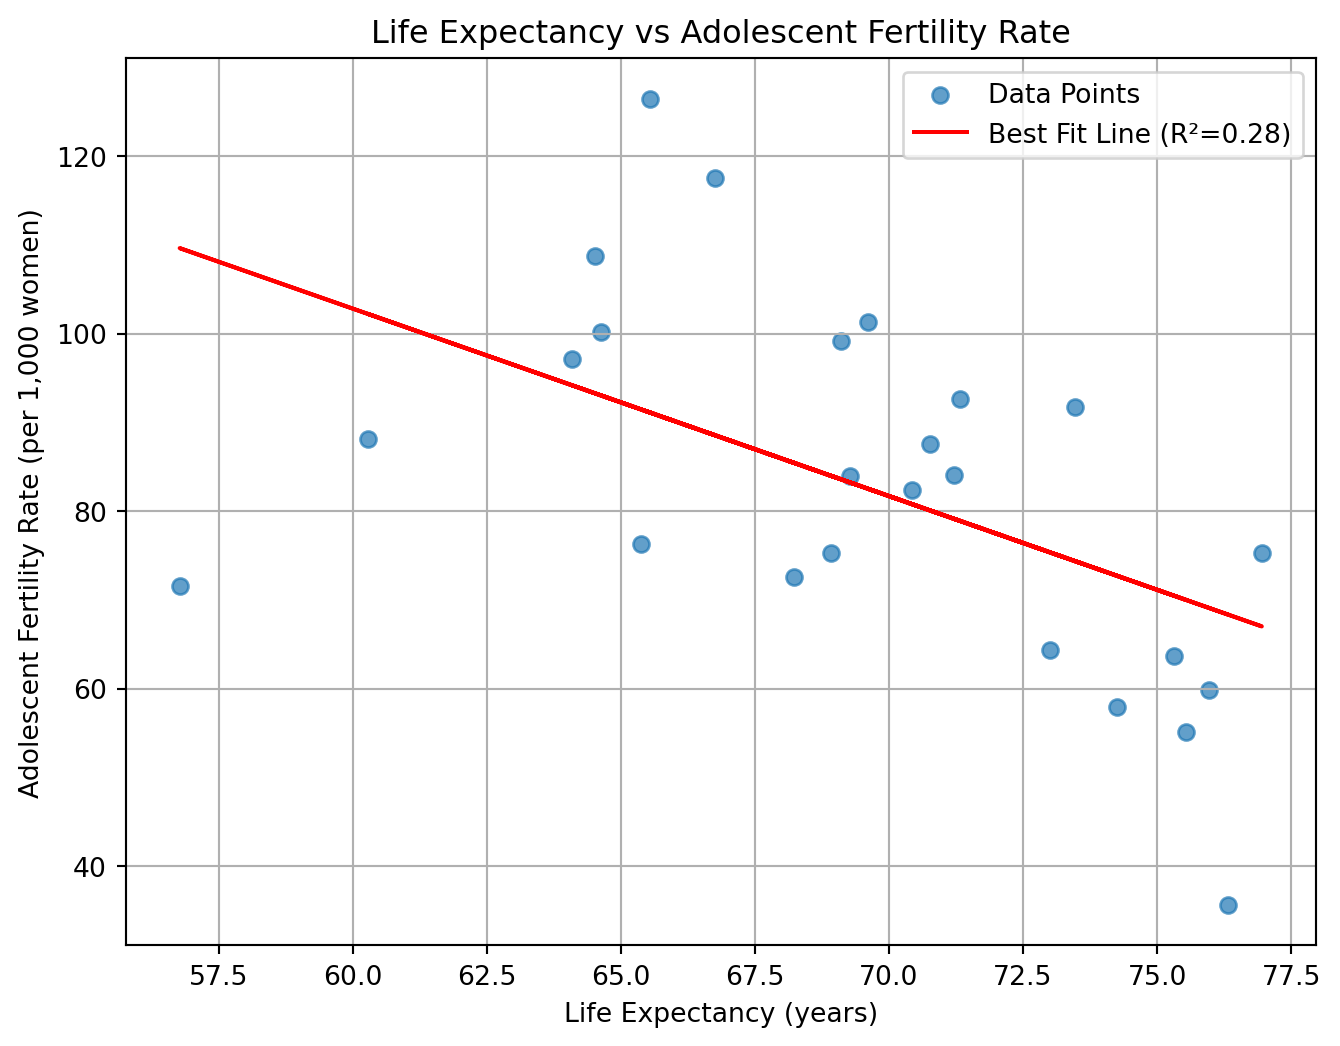 Life Expectancy vs Adolescent Fertility Rate
Data Points
Best Fit Line (R²=0.28)
Adolescent Fertility Rate (per 1,000 women)
120
100
80
60
40
57.5 60.0 62.5 65.0 67.5 70.0 72.5 75.0 77.5
Life Expectancy (years)